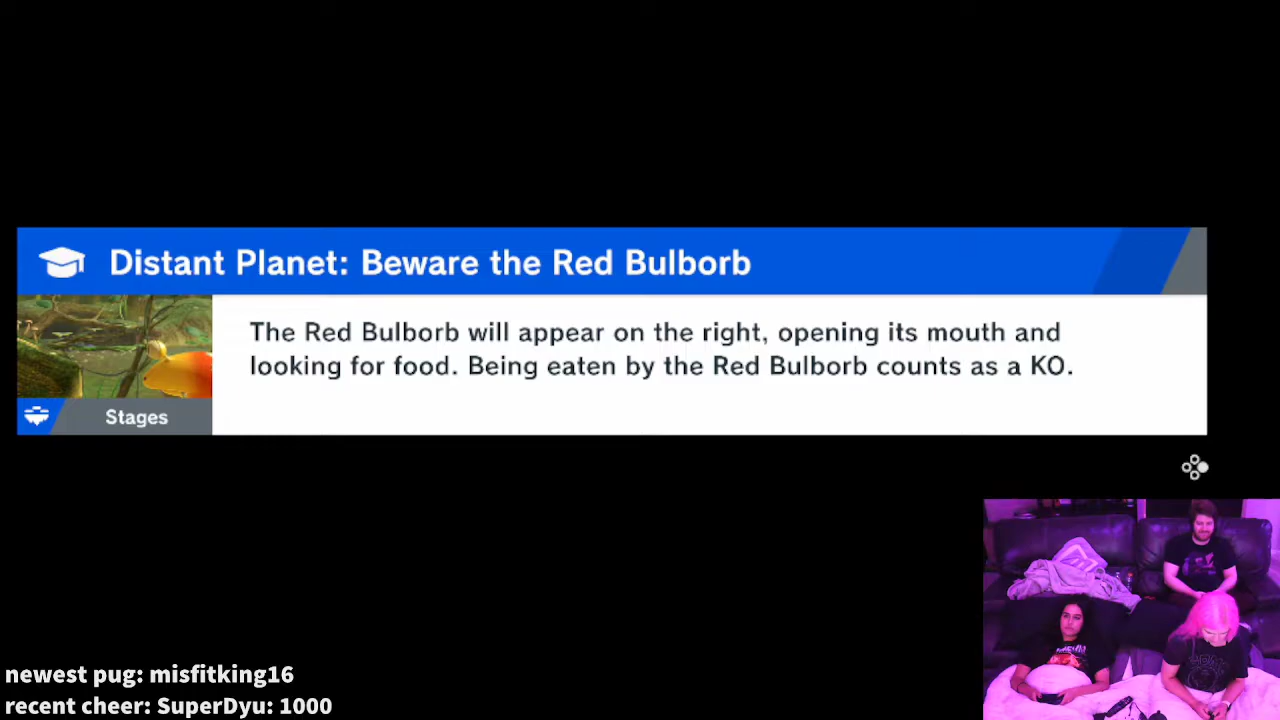 Distant Planet: Beware the Red Bulborb
The Red Bulborb will appear on the right, opening its mouth and
looking for food. Being eaten by the Red Bulborb counts as a KO.
Stages
newest pug: misfitking16
recent cheer: SuperDyu: 1000